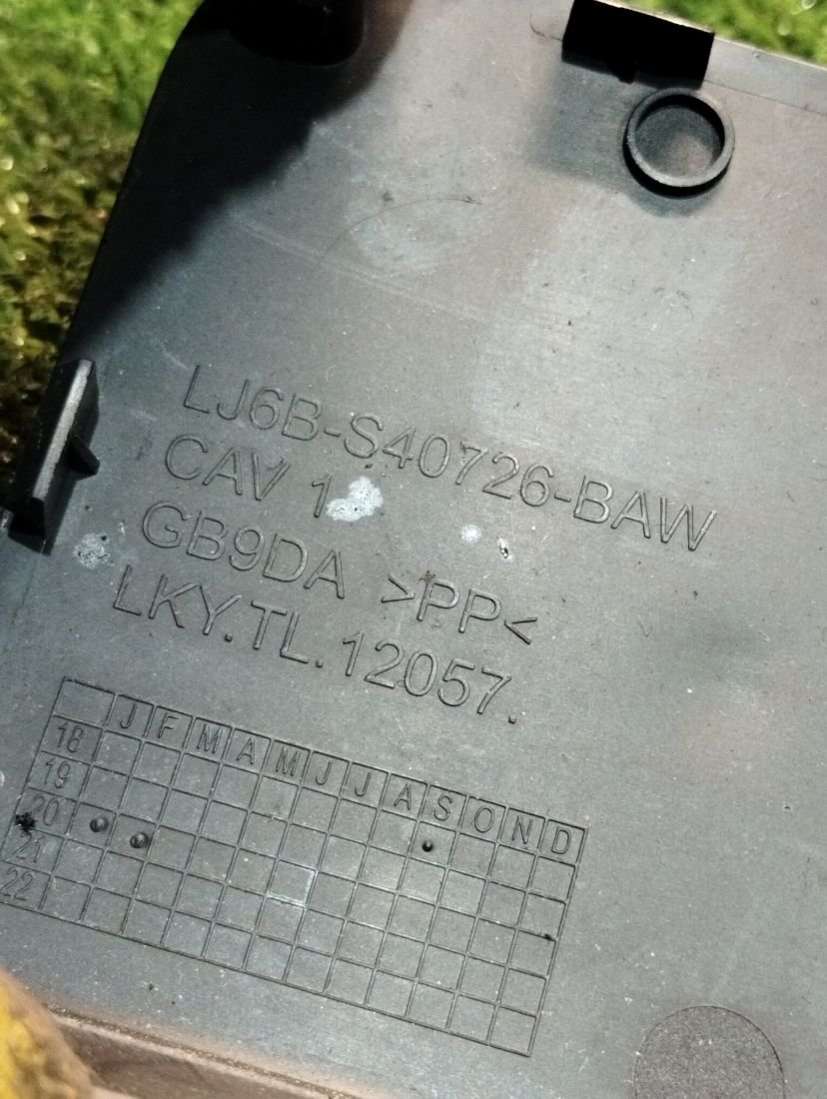 LJ6B-S40726-BAW
CAV 1
GB9DA >PP<
LKY.TL.12057.
J F M A M J J A S O N D
18
19
20
21
22